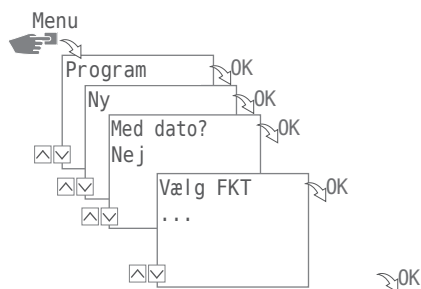 Menu
Program OK
Ny OK
Med dato? OK
Nej
Vælg FKT OK
...
OK